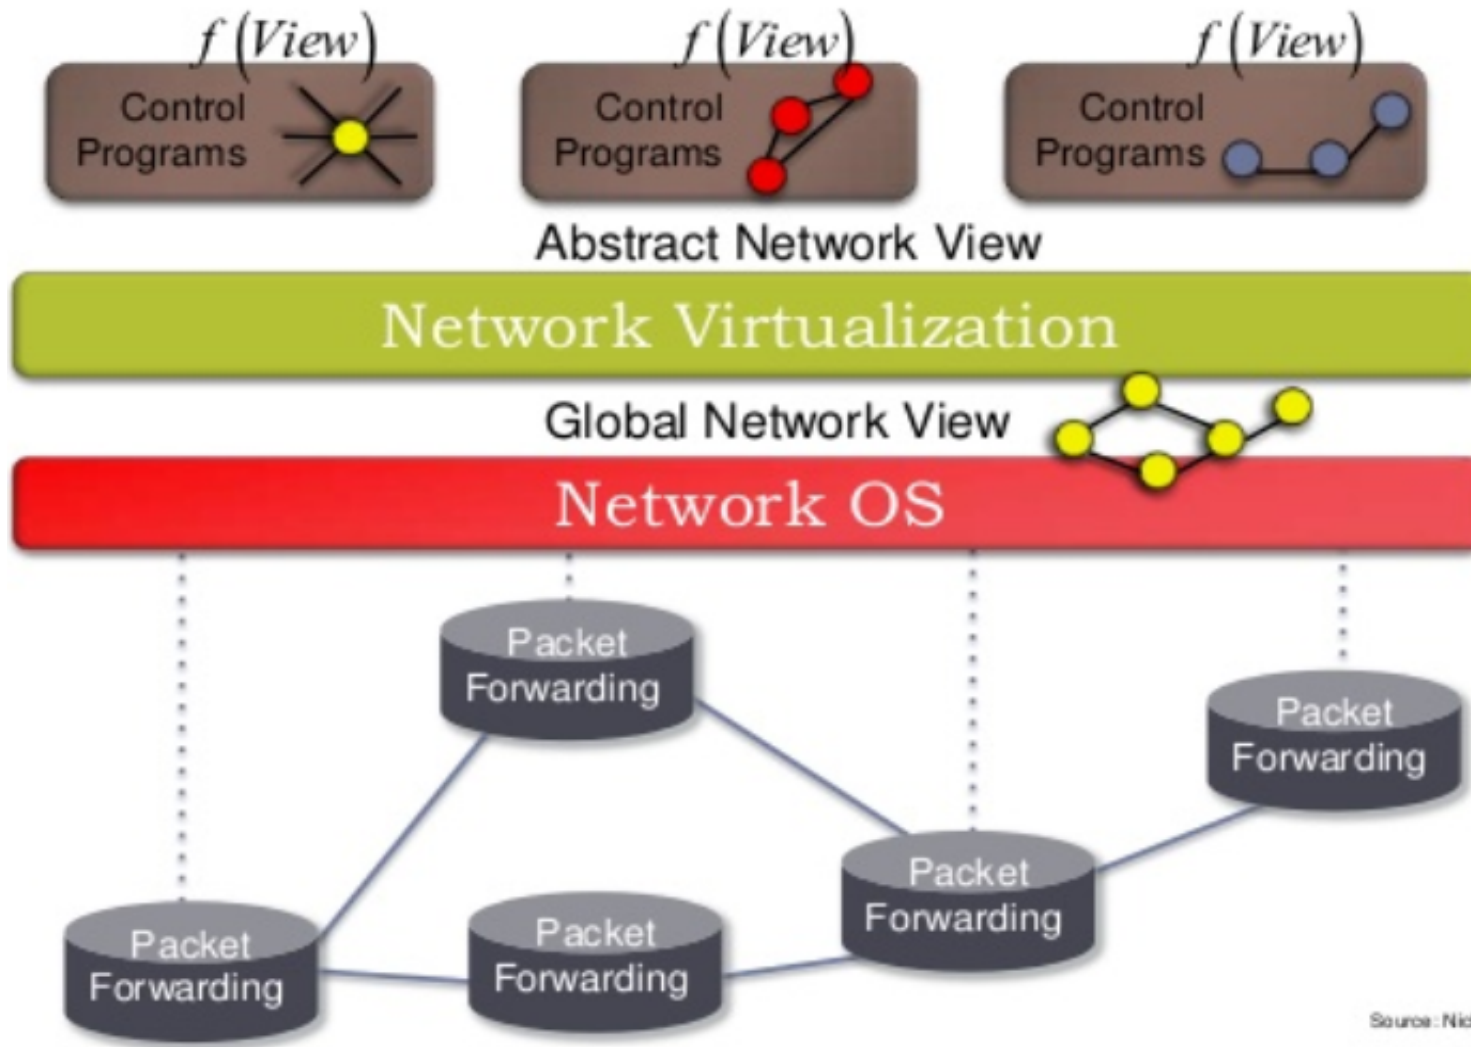 f (View)
f (View)
f (View)
Control
Programs
Control
Programs
Control
Programs
Abstract Network View
Network Virtualization
Global Network View
Network OS
Packet
Forwarding
Packet
Forwarding
Packet
Forwarding
Packet
Forwarding
Packet
Forwarding
Source: Nic